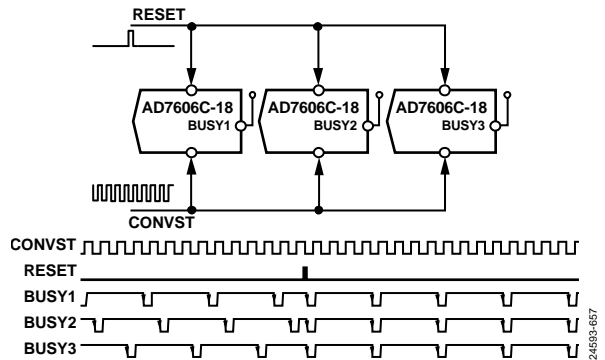 RESET
AD7606C-18
BUSY1
AD7606C-18
BUSY2
AD7606C-18
BUSY3
CONVST
CONVST
RESET
BUSY1
BUSY2
BUSY3
24593-657